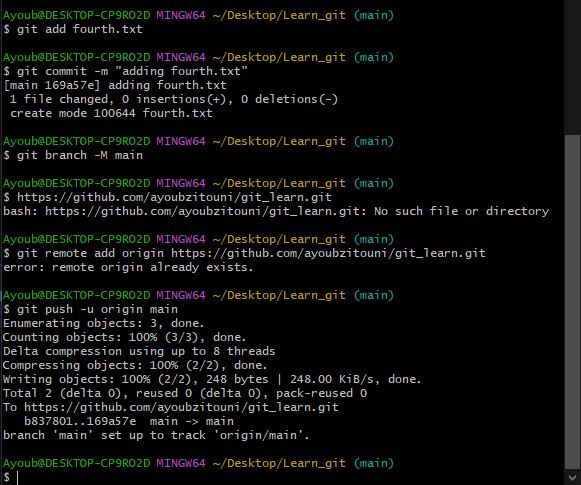 Ayoub@DESKTOP-CP9RO2D MINGW64 ~/Desktop/Learn_git (main)
$ git add fourth.txt
Ayoub@DESKTOP-CP9RO2D MINGW64 ~/Desktop/Learn_git (main)
$ git commit -m "adding fourth.txt"
[main 169a57e] adding fourth.txt
 1 file changed, 0 insertions(+), 0 deletions(-)
 create mode 100644 fourth.txt
Ayoub@DESKTOP-CP9RO2D MINGW64 ~/Desktop/Learn_git (main)
$ git branch -M main
Ayoub@DESKTOP-CP9RO2D MINGW64 ~/Desktop/Learn_git (main)
$ https://github.com/ayoubzitouni/git_learn.git
bash: https://github.com/ayoubzitouni/git_learn.git: No such file or directory
Ayoub@DESKTOP-CP9RO2D MINGW64 ~/Desktop/Learn_git (main)
$ git remote add origin https://github.com/ayoubzitouni/git_learn.git
error: remote origin already exists.
Ayoub@DESKTOP-CP9RO2D MINGW64 ~/Desktop/Learn_git (main)
$ git push -u origin main
Enumerating objects: 3, done.
Counting objects: 100% (3/3), done.
Delta compression using up to 8 threads
Compressing objects: 100% (2/2), done.
Writing objects: 100% (2/2), 248 bytes | 248.00 KiB/s, done.
Total 2 (delta 0), reused 0 (delta 0), pack-reused 0
To https://github.com/ayoubzitouni/git_learn.git
   b837801..169a57e  main -> main
branch 'main' set up to track 'origin/main'.
Ayoub@DESKTOP-CP9RO2D MINGW64 ~/Desktop/Learn_git (main)
$